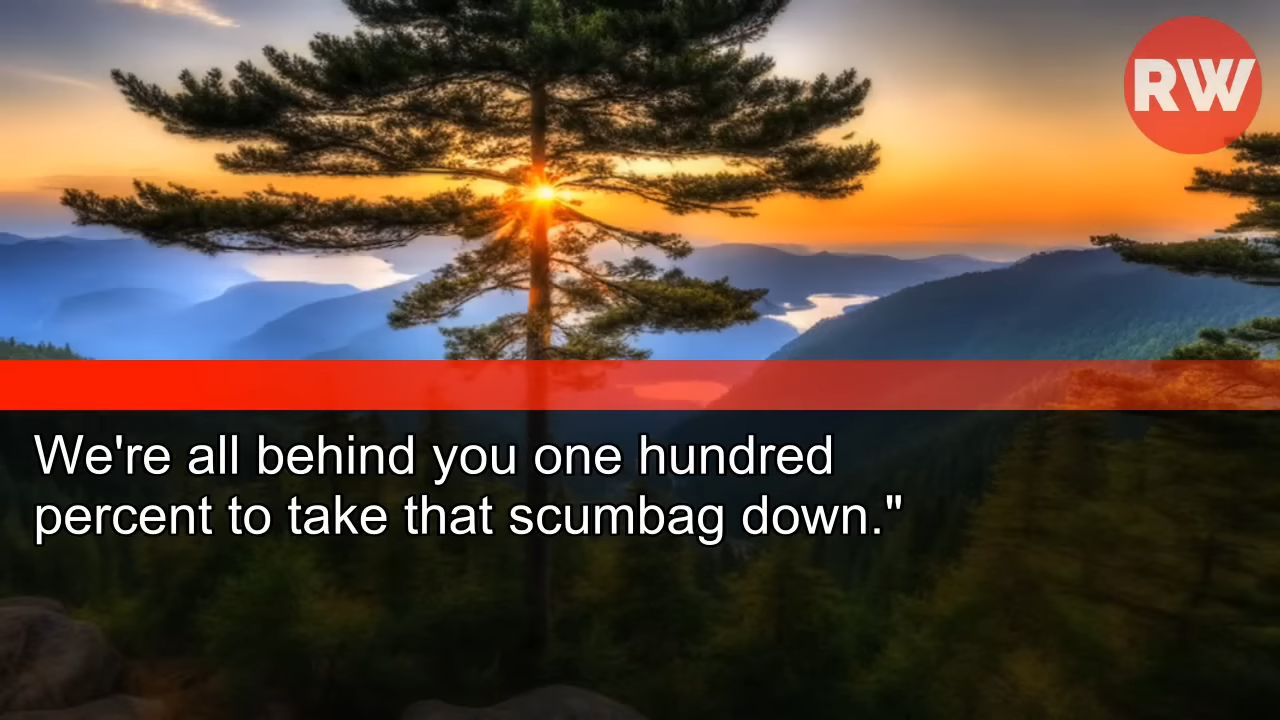 RW
We're all behind you one hundred
percent to take that scumbag down."